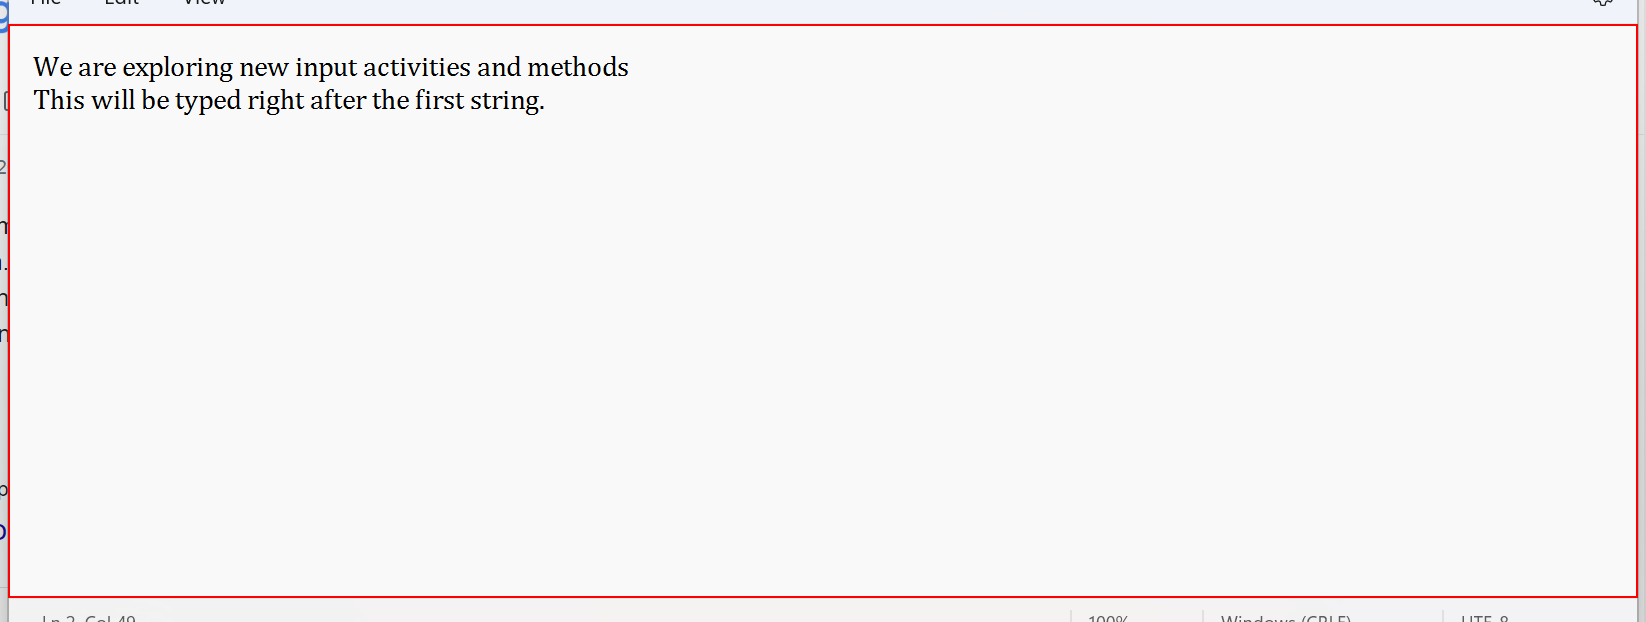 File Edit View
We are exploring new input activities and methods
This will be typed right after the first string.
Ln 2, Col 49 100% Windows (CRLF) UTF-8